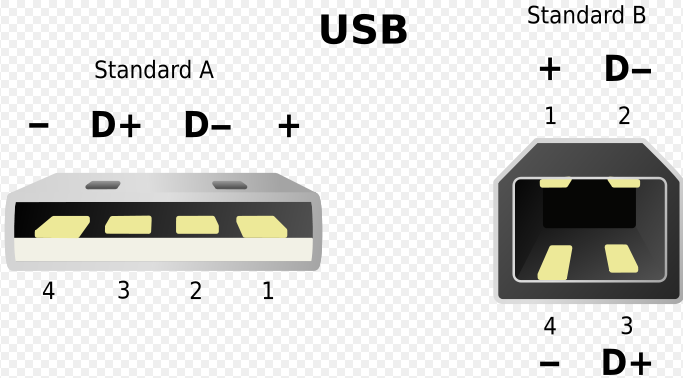 USB
Standard A
− D+ D− +
4 3 2 1
Standard B
+ D−
1 2
4 3
− D+